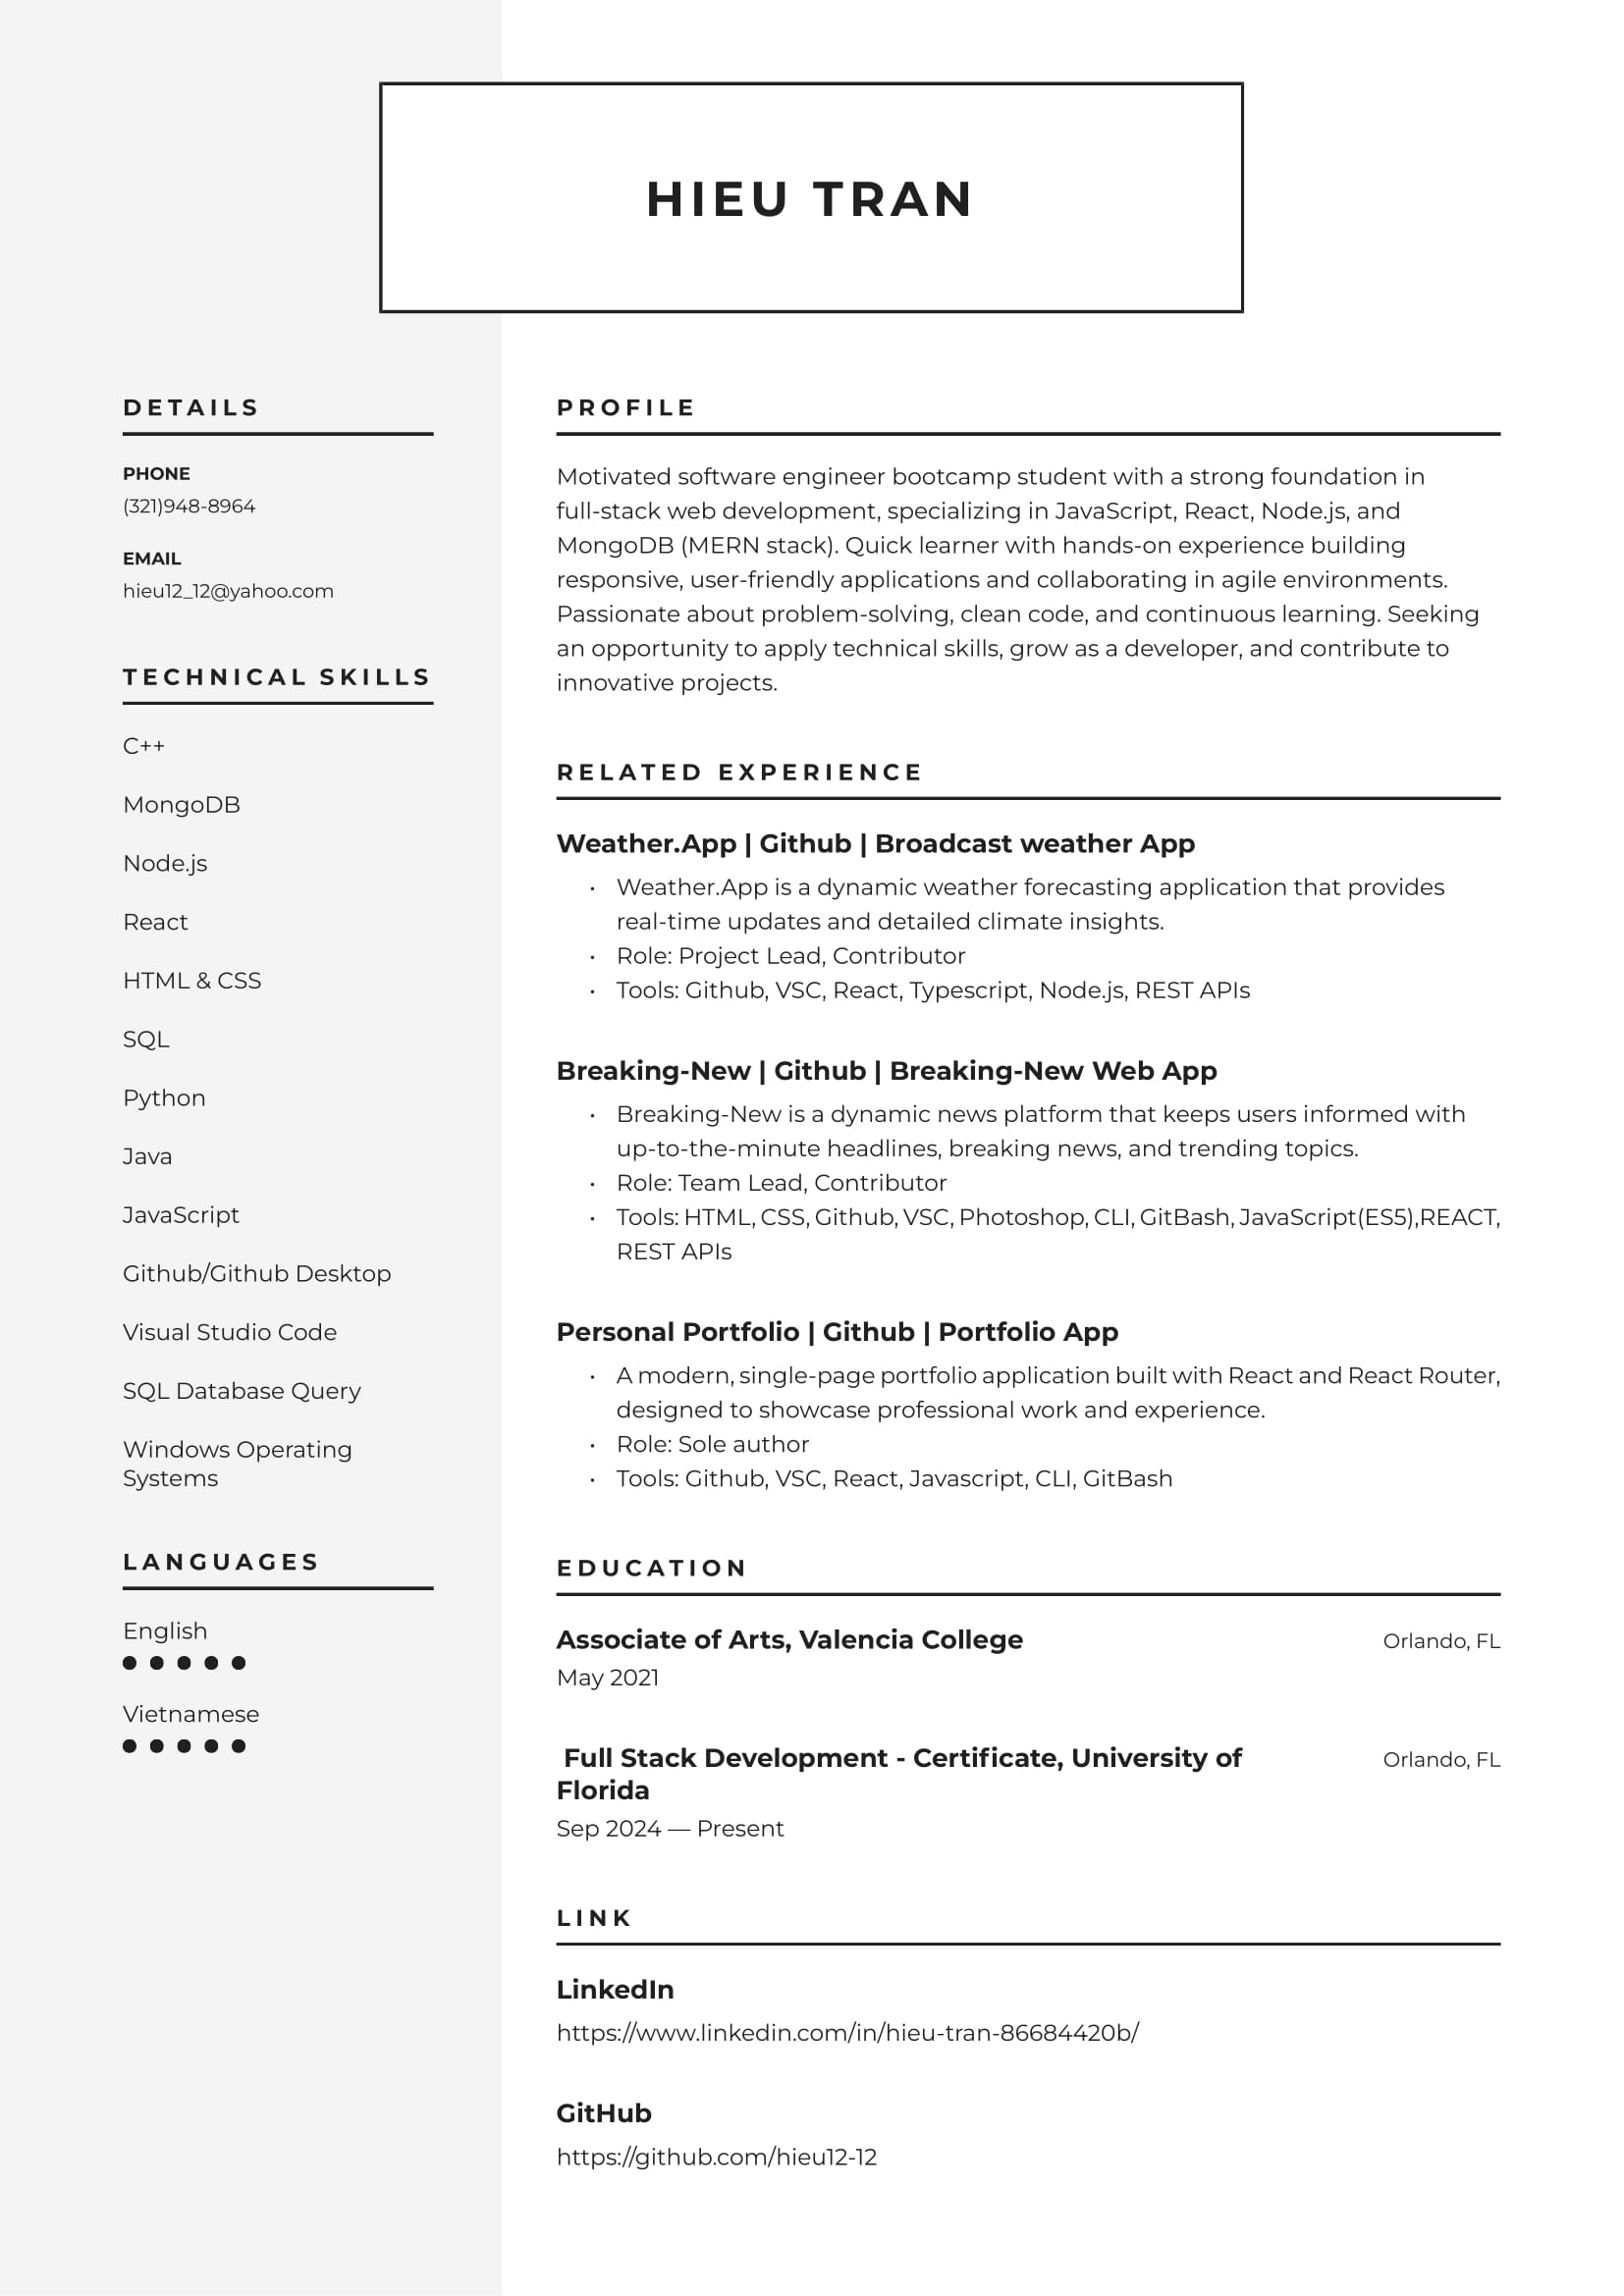 HIEU TRAN
DETAILS
PHONE
(321)948-8964
EMAIL
hieu12_12@yahoo.com
TECHNICAL SKILLS
C++
MongoDB
Node.js
React
HTML & CSS
SQL
Python
Java
JavaScript
Github/Github Desktop
Visual Studio Code
SQL Database Query
Windows Operating
Systems
LANGUAGES
English
Vietnamese
PROFILE
Motivated software engineer bootcamp student with a strong foundation in
full-stack web development, specializing in JavaScript, React, Node.js, and
MongoDB (MERN stack). Quick learner with hands-on experience building
responsive, user-friendly applications and collaborating in agile environments.
Passionate about problem-solving, clean code, and continuous learning. Seeking
an opportunity to apply technical skills, grow as a developer, and contribute to
innovative projects.
RELATED EXPERIENCE
Weather.App | Github | Broadcast weather App
• Weather.App is a dynamic weather forecasting application that provides
real-time updates and detailed climate insights.
• Role: Project Lead, Contributor
• Tools: Github, VSC, React, Typescript, Node.js, REST APIs
Breaking-New | Github | Breaking-New Web App
• Breaking-New is a dynamic news platform that keeps users informed with
up-to-the-minute headlines, breaking news, and trending topics.
• Role: Team Lead, Contributor
• Tools: HTML, CSS, Github, VSC, Photoshop, CLI, GitBash, JavaScript(ES5),REACT,
REST APIs
Personal Portfolio | Github | Portfolio App
• A modern, single-page portfolio application built with React and React Router,
designed to showcase professional work and experience.
• Role: Sole author
• Tools: Github, VSC, React, Javascript, CLI, GitBash
EDUCATION
Associate of Arts, Valencia College Orlando, FL
May 2021
Full Stack Development - Certificate, University of Orlando, FL
Florida
Sep 2024 — Present
LINK
LinkedIn
https://www.linkedin.com/in/hieu-tran-86684420b/
GitHub
https://github.com/hieu12-12